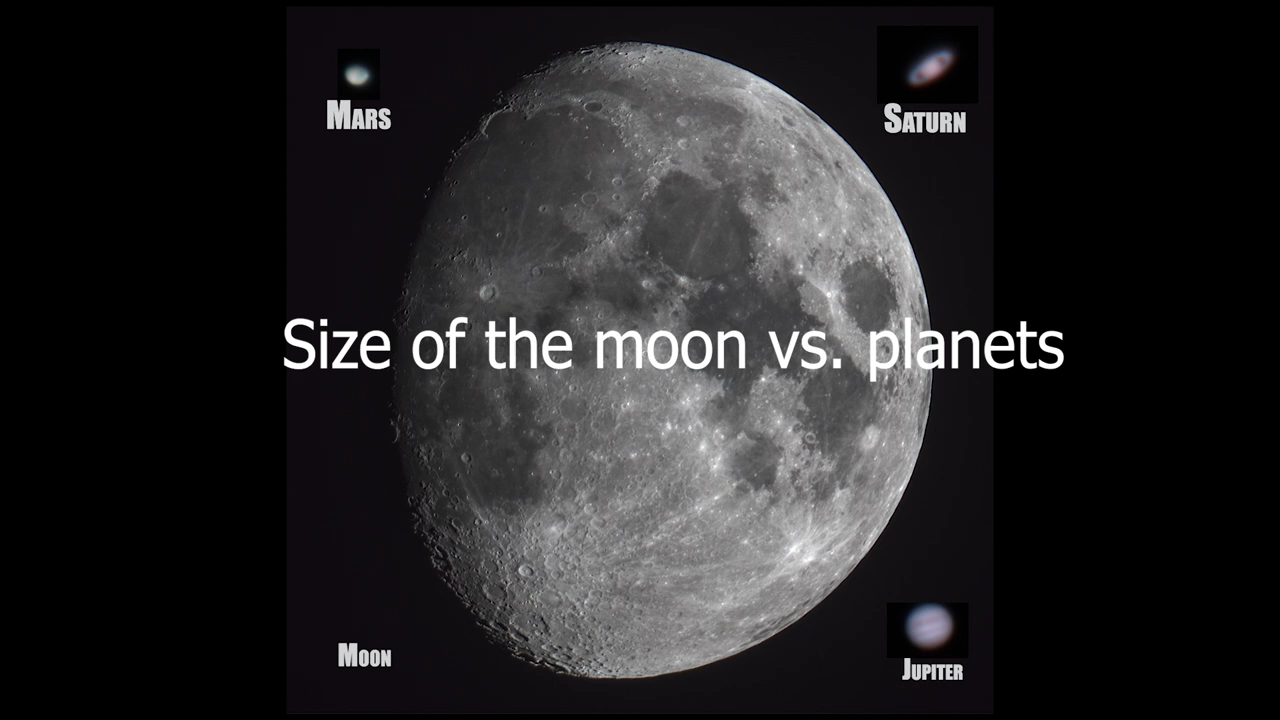 Mars
Saturn
Size of the moon vs. planets
Moon
Jupiter